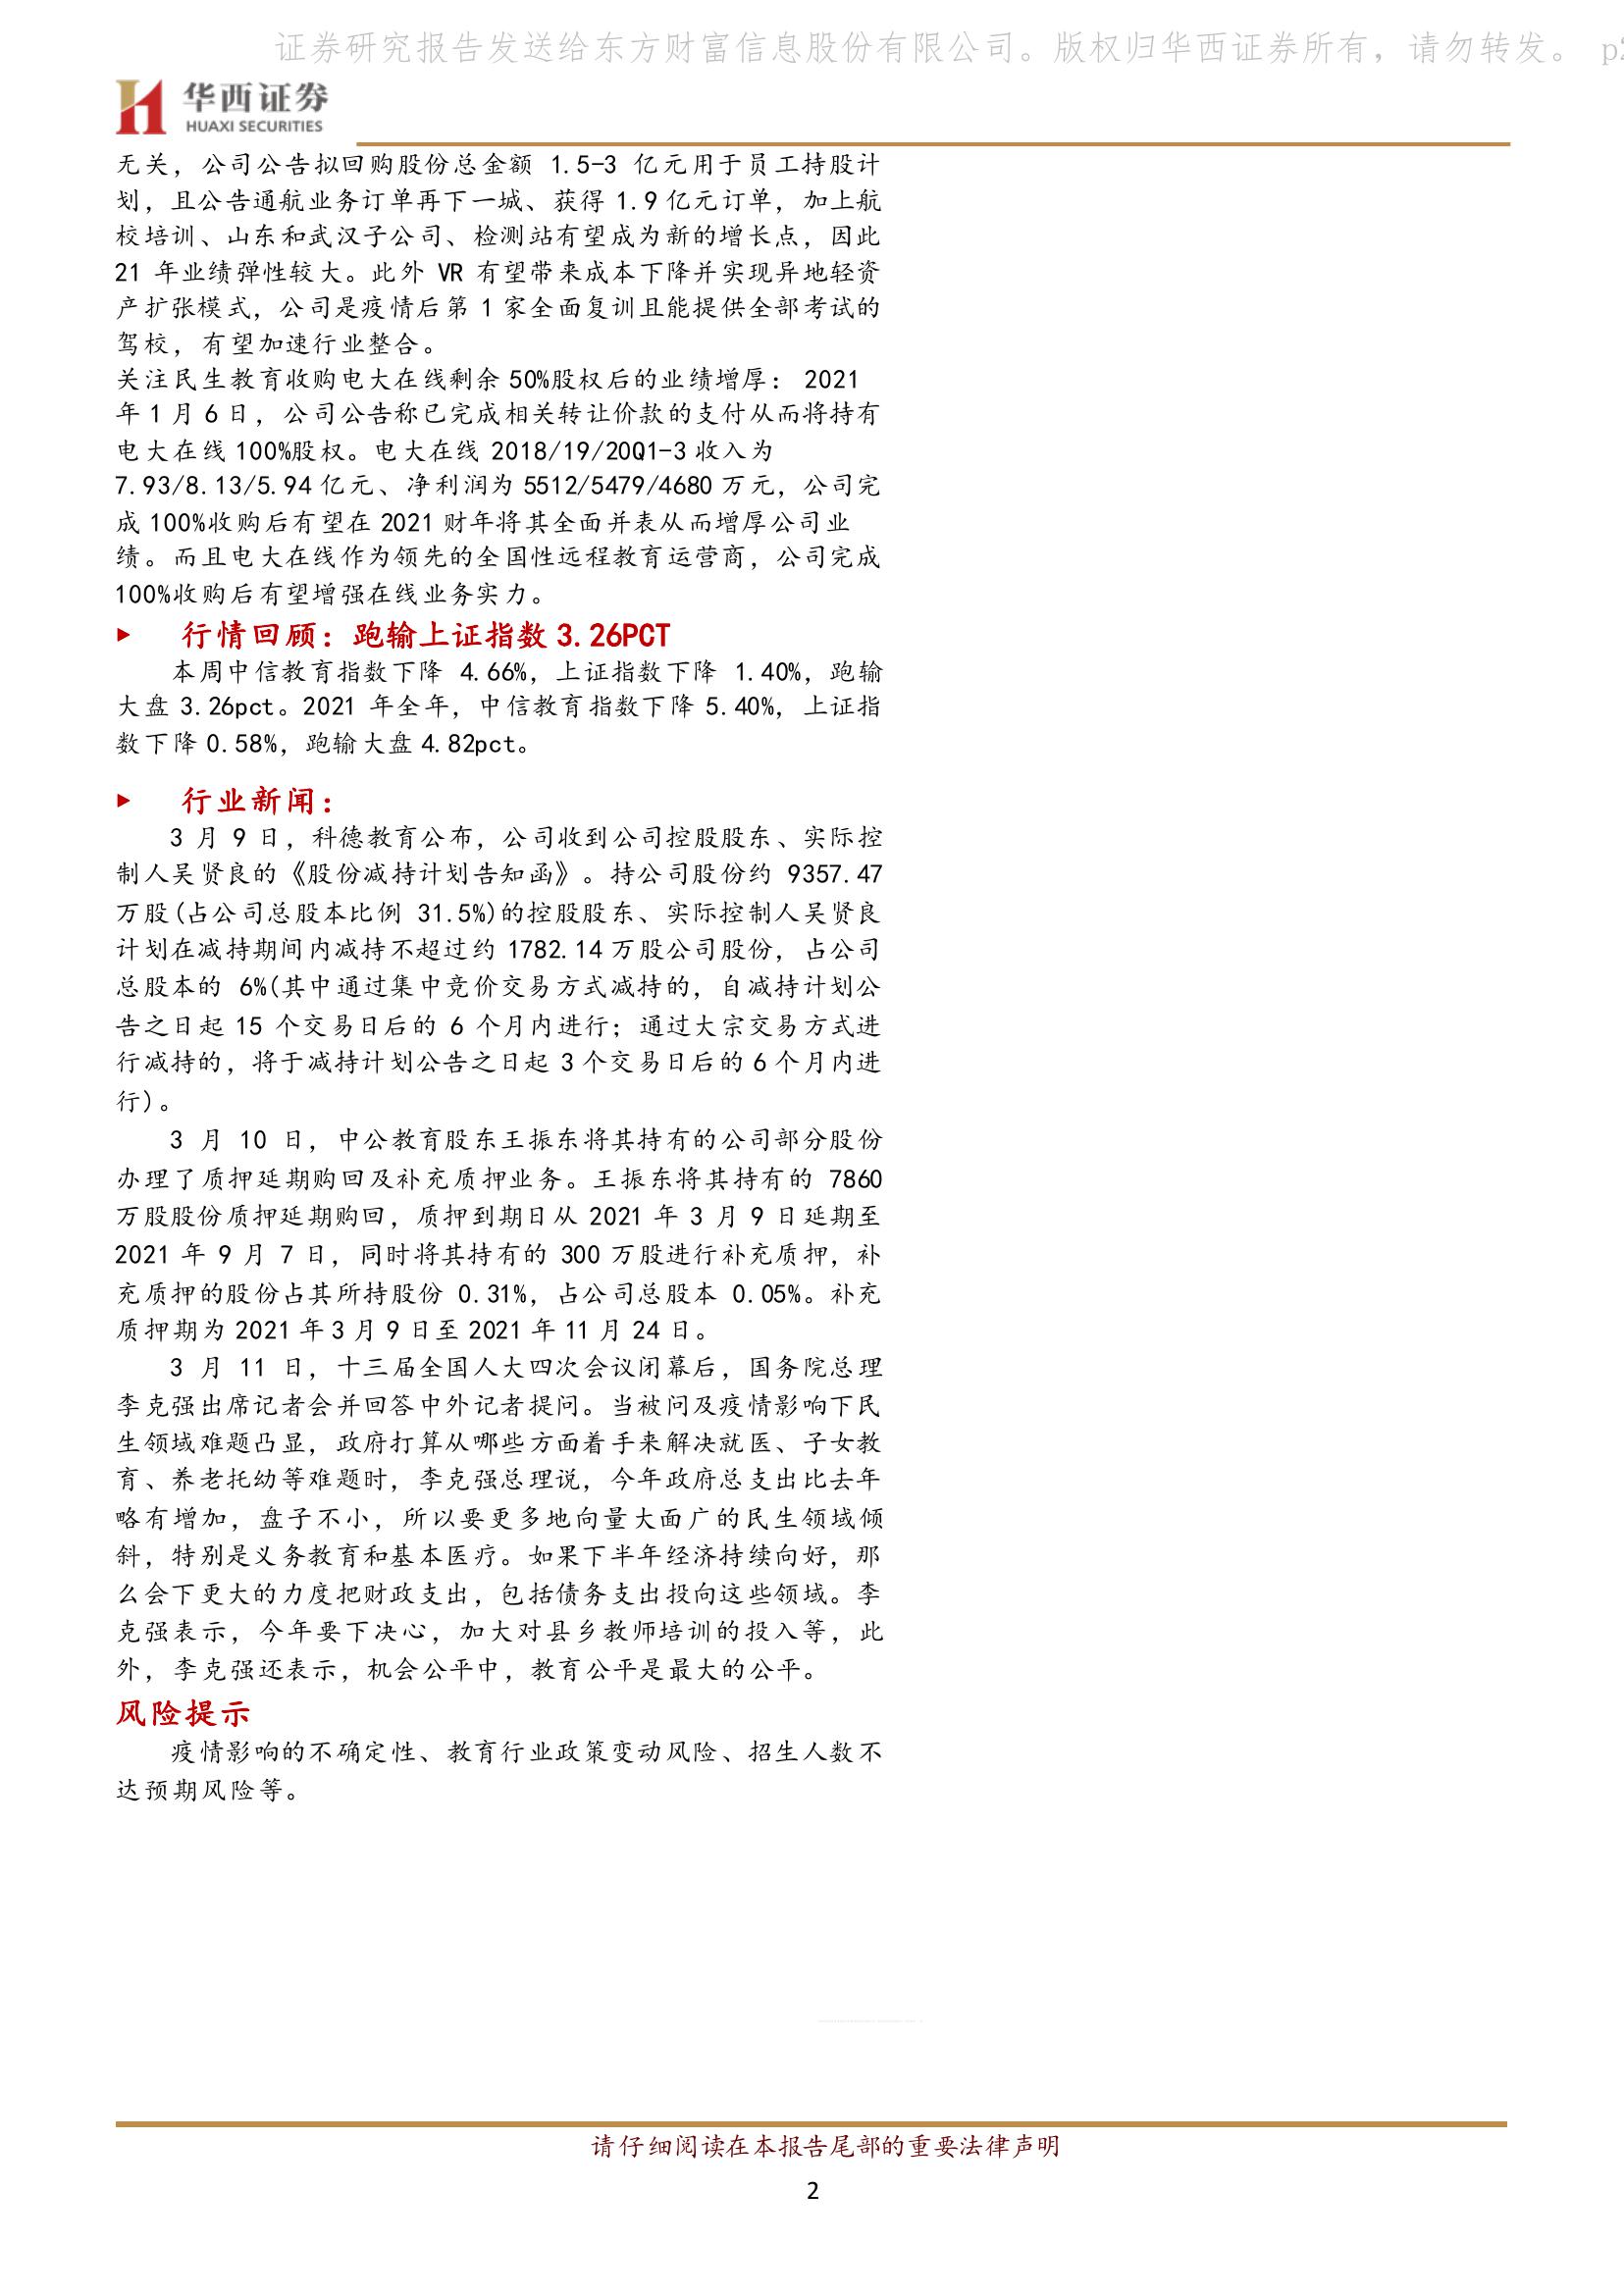 证券研究报告发送给东方财富信息股份有限公司。版权归华西证券所有，请勿转发。 p2
华西证券
HUAXI SECURITIES
无关，公司公告拟回购股份总金额 1.5-3 亿元用于员工持股计
划，且公告通航业务订单再下一城、获得 1.9 亿元订单，加上航
校培训、山东和武汉子公司、检测站有望成为新的增长点，因此
21 年业绩弹性较大。此外 VR 有望带来成本下降并实现异地轻资
产扩张模式，公司是疫情后第 1 家全面复训且能提供全部考试的
驾校，有望加速行业整合。
关注民生教育收购电大在线剩余 50%股权后的业绩增厚： 2021
年 1 月 6 日，公司公告称已完成相关转让价款的支付从而将持有
电大在线 100%股权。电大在线 2018/19/20Q1-3 收入为
7.93/8.13/5.94 亿元、净利润为 5512/5479/4680 万元，公司完
成 100%收购后有望在 2021 财年将其全面并表从而增厚公司业
绩。而且电大在线作为领先的全国性远程教育运营商，公司完成
100%收购后有望增强在线业务实力。
▶ 行情回顾：跑输上证指数 3.26PCT
本周中信教育指数下降 4.66%，上证指数下降 1.40%，跑输
大盘 3.26pct。2021 年全年，中信教育指数下降 5.40%，上证指
数下降 0.58%，跑输大盘 4.82pct。
▶ 行业新闻：
3 月 9 日，科德教育公布，公司收到公司控股股东、实际控
制人吴贤良的《股份减持计划告知函》。持公司股份约 9357.47
万股(占公司总股本比例 31.5%)的控股股东、实际控制人吴贤良
计划在减持期间内减持不超过约 1782.14 万股公司股份，占公司
总股本的 6%(其中通过集中竞价交易方式减持的，自减持计划公
告之日起 15 个交易日后的 6 个月内进行；通过大宗交易方式进
行减持的，将于减持计划公告之日起 3 个交易日后的 6 个月内进
行)。
3 月 10 日，中公教育股东王振东将其持有的公司部分股份
办理了质押延期购回及补充质押业务。王振东将其持有的 7860
万股股份质押延期购回，质押到期日从 2021 年 3 月 9 日延期至
2021 年 9 月 7 日，同时将其持有的 300 万股进行补充质押，补
充质押的股份占其所持股份 0.31%，占公司总股本 0.05%。补充
质押期为 2021 年 3 月 9 日至 2021 年 11 月 24 日。
3 月 11 日，十三届全国人大四次会议闭幕后，国务院总理
李克强出席记者会并回答中外记者提问。当被问及疫情影响下民
生领域难题凸显，政府打算从哪些方面着手来解决就医、子女教
育、养老托幼等难题时，李克强总理说，今年政府总支出比去年
略有增加，盘子不小，所以要更多地向量大面广的民生领域倾
斜，特别是义务教育和基本医疗。如果下半年经济持续向好，那
么会下更大的力度把财政支出，包括债务支出投向这些领域。李
克强表示，今年要下决心，加大对县乡教师培训的投入等，此
外，李克强还表示，机会公平中，教育公平是最大的公平。
风险提示
疫情影响的不确定性、教育行业政策变动风险、招生人数不
达预期风险等。
请仔细阅读在本报告尾部的重要法律声明
2